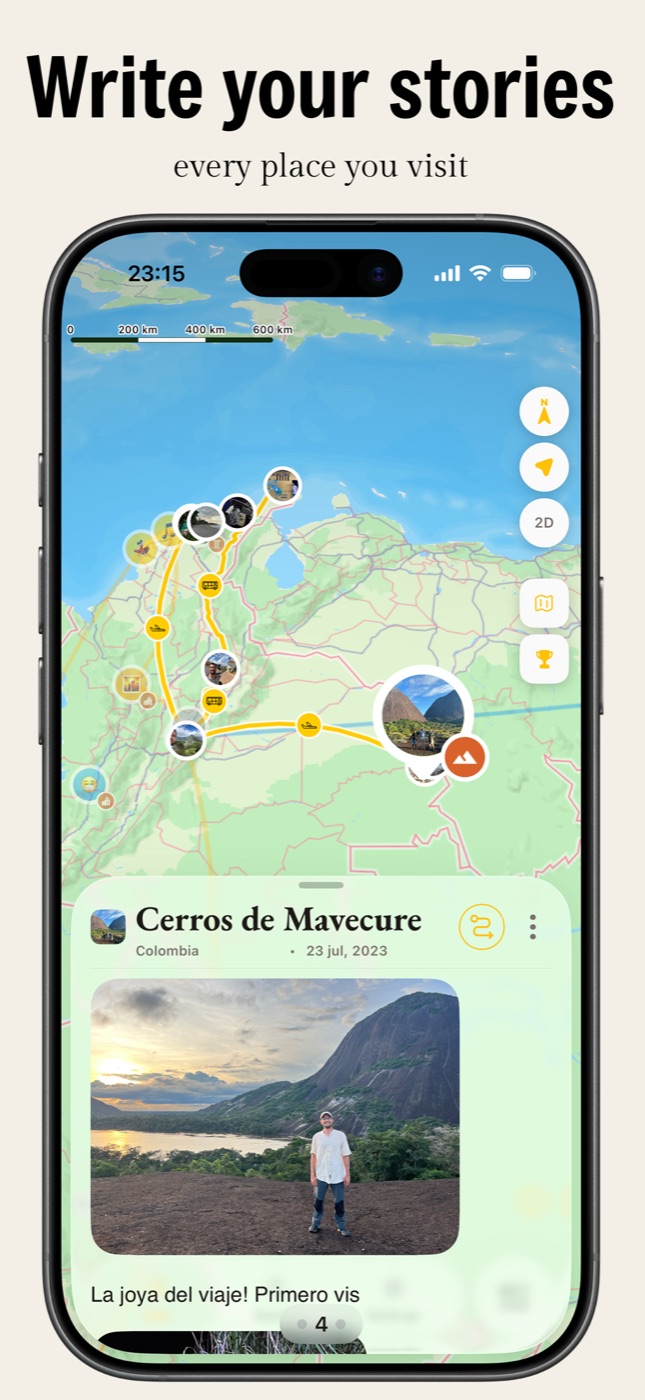 Write your stories
every place you visit
23:15
0 200 km 400 km 600 km
N
2D
Cerros de Mavecure
Colombia • 23 jul, 2023
La joya del viaje! Primero vis
4